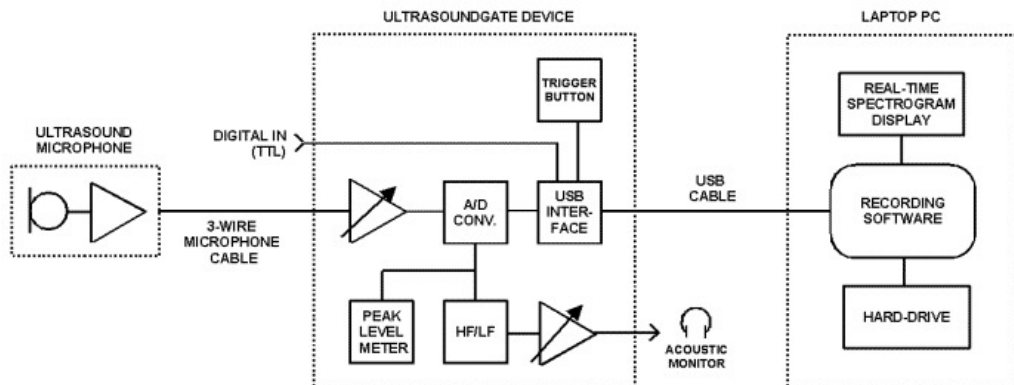 ULTRASOUNDGATE DEVICE
LAPTOP PC
ULTRASOUND
MICROPHONE
3-WIRE
MICROPHONE
CABLE
DIGITAL IN
(TTL)
TRIGGER
BUTTON
A/D
CONV.
USB
INTER-
FACE
PEAK
LEVEL
METER
HF/LF
ACOUSTIC
MONITOR
USB
CABLE
REAL-TIME
SPECTROGRAM
DISPLAY
RECORDING
SOFTWARE
HARD-DRIVE